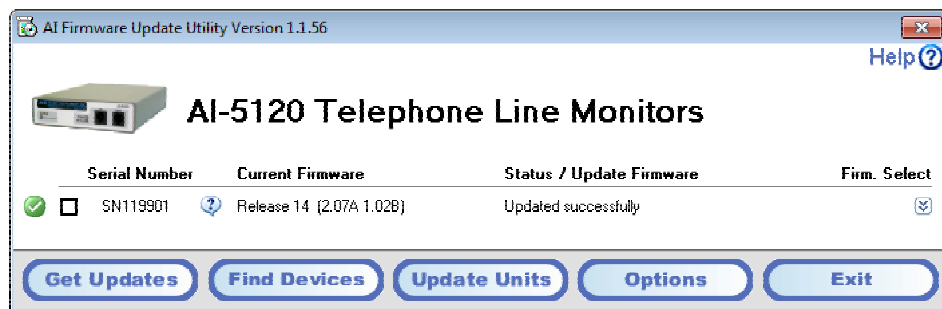 AI Firmware Update Utility Version 1.1.56
Help ?
AI-5120 Telephone Line Monitors
Serial Number Current Firmware Status / Update Firmware Firm. Select
SN119901 ? Release 14 (2.07A 1.02B) Updated successfully
Get Updates Find Devices Update Units Options Exit